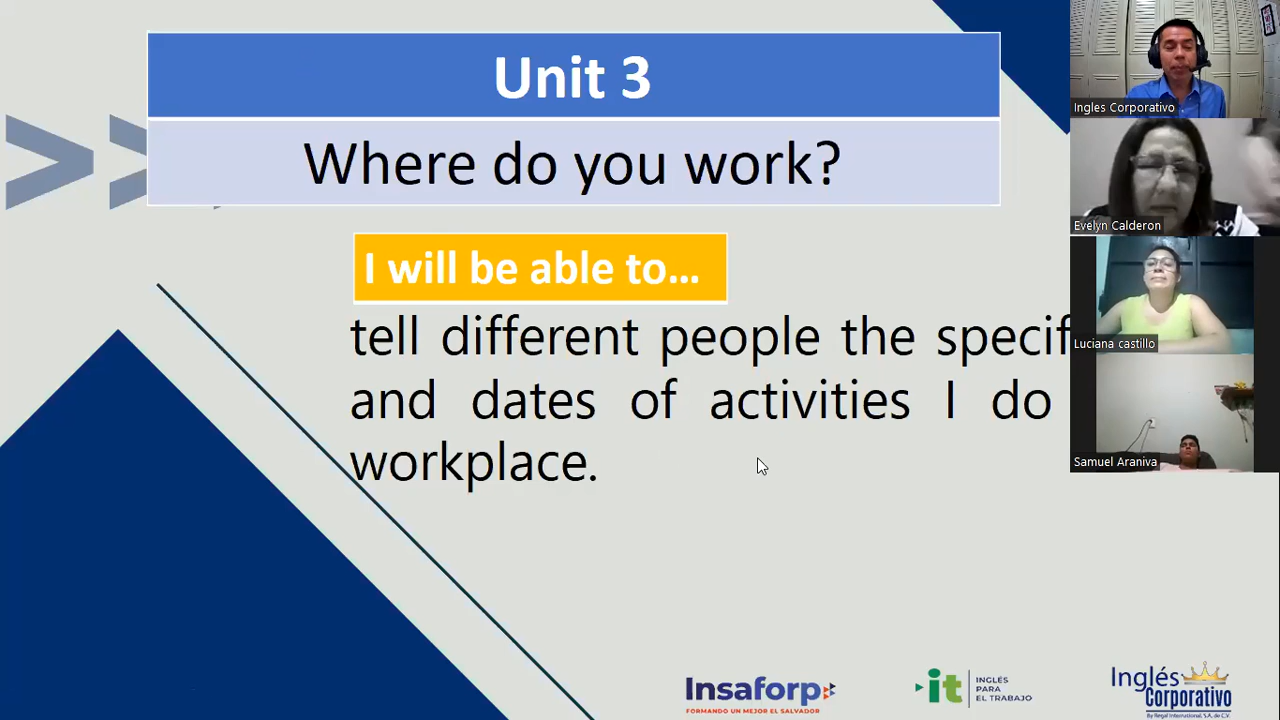 Unit 3
Where do you work?
I will be able to...
tell different people the specif
and dates of activities I do
workplace.
Ingles Corporativo
Evelyn Calderon
Luciana castillo
Samuel Araniva
Insaforp
FORMANDO UN MEJOR EL SALVADOR
it
INGLÉS
PARA
EL TRABAJO
Inglés
Corporativo
By Regal International, S.A. de C.V.